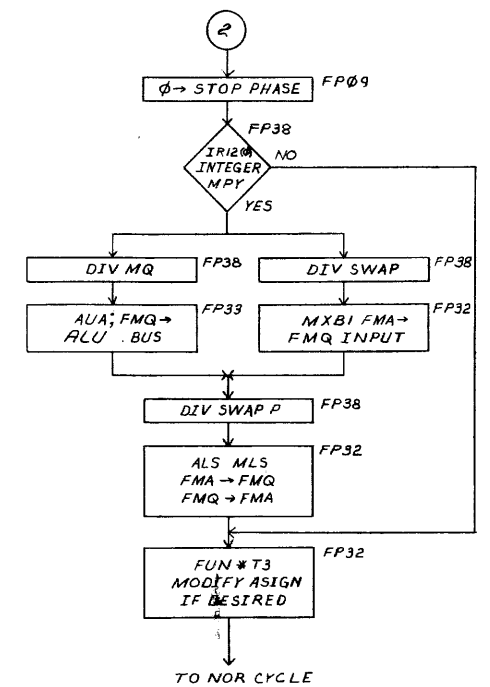 2
Ø→ STOP PHASE
FPØ9
FP38
IR12Ø
INTEGER
MPY
NO
YES
DIV MQ
FP38
DIV SWAP
FP38
AUA; FMQ→
ALU . BUS
FP33
MXB1 FMA→
FMQ INPUT
FP32
DIV SWAP P
FP38
ALS MLS
FMA → FMQ
FMQ → FMA
FP32
FUN * T3
MODIFY ASIGN
IF DESIRED
FP32
TO NOR CYCLE